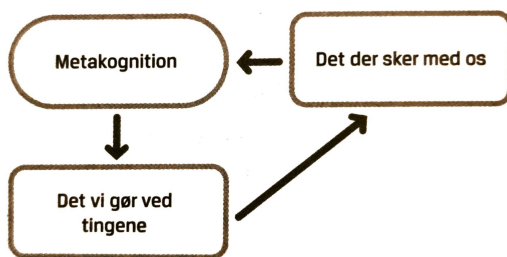 Metakognition
Det der sker med os
Det vi gør ved
tingene